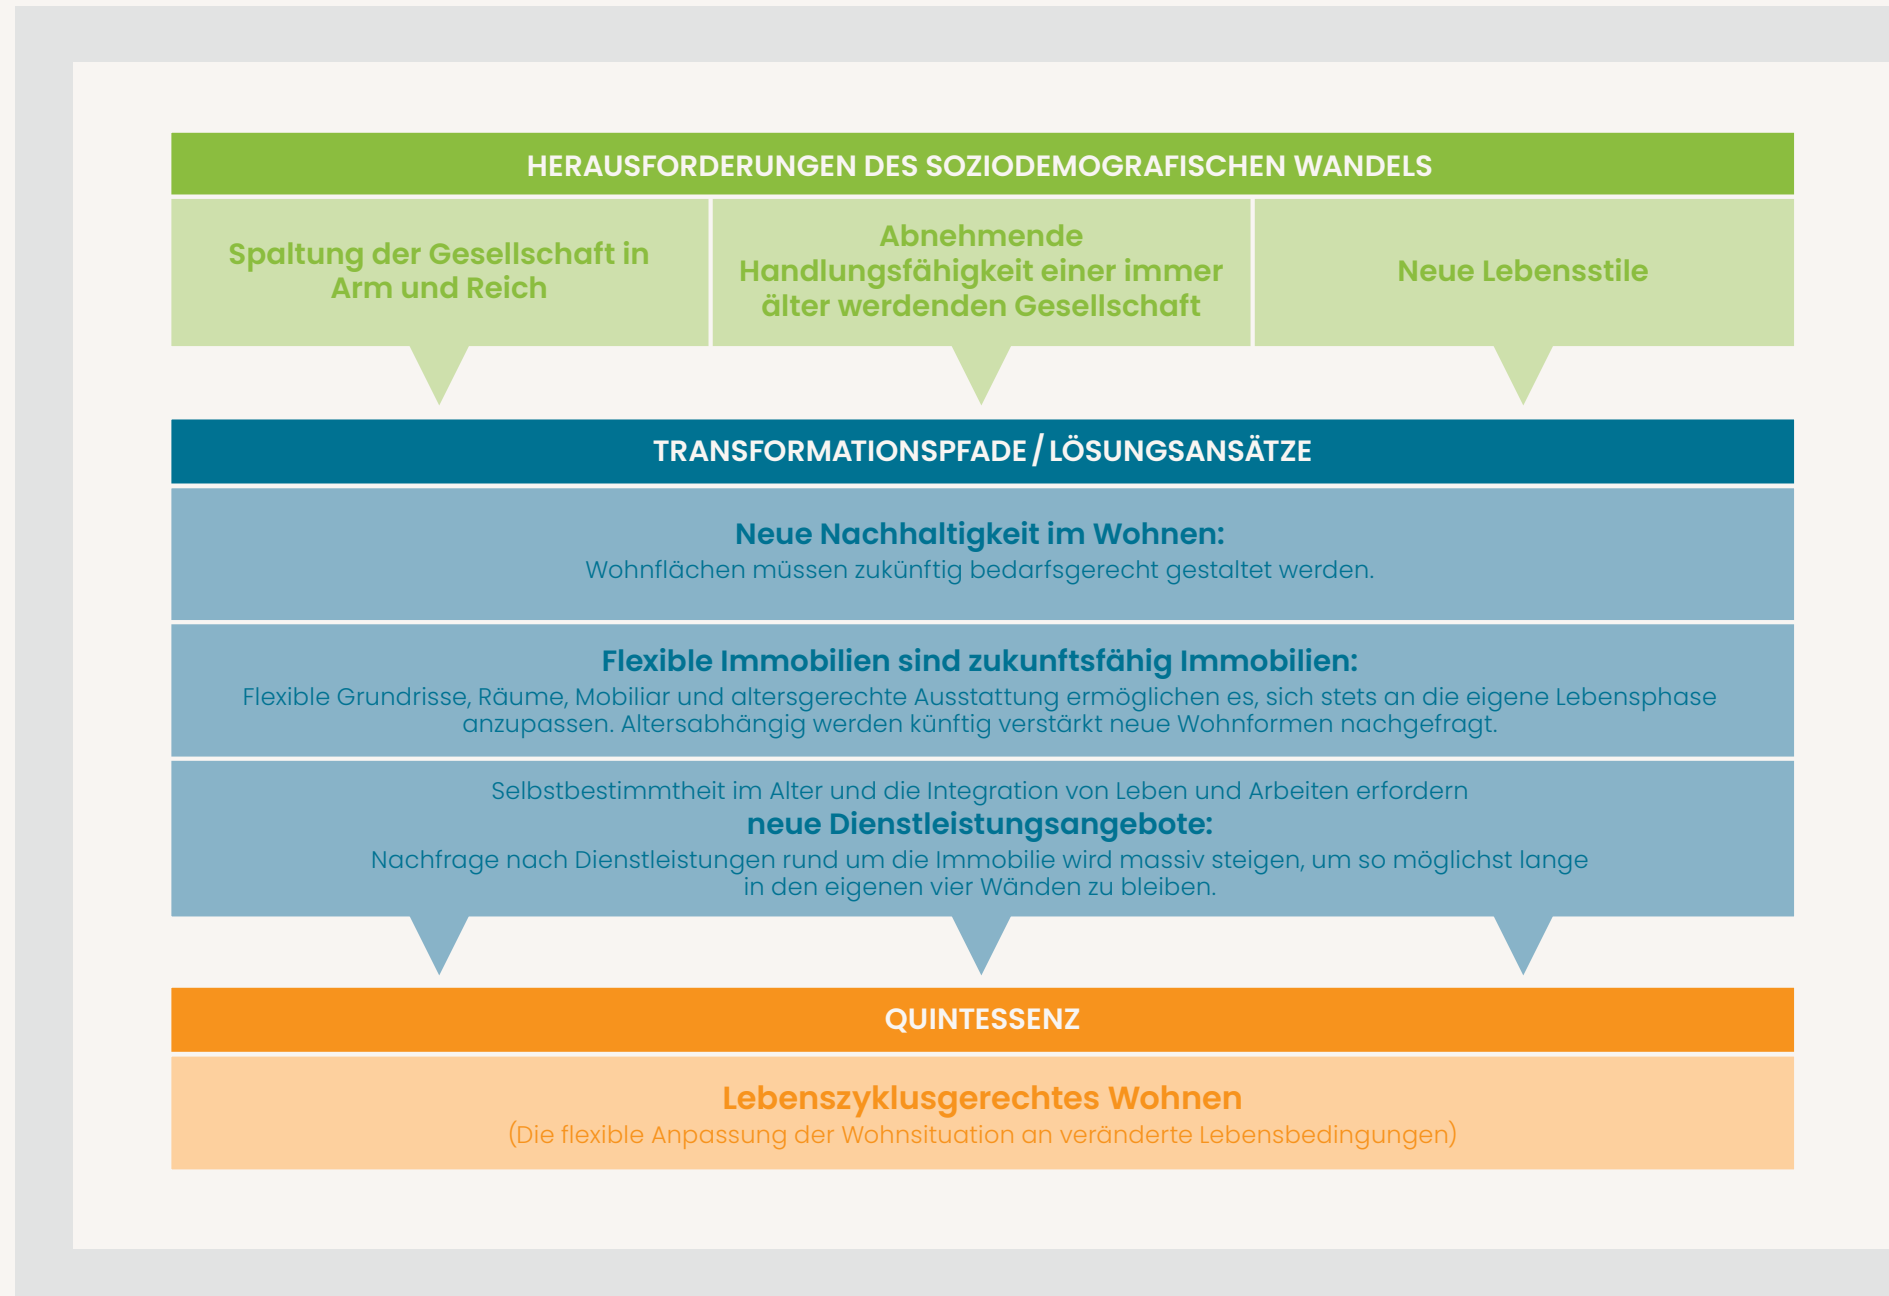 HERAUSFORDERUNGEN DES SOZIODEMOGRAFISCHEN WANDELS
Spaltung der Gesellschaft in
Arm und Reich
Abnehmende
Handlungsfähigkeit einer immer
älter werdenden Gesellschaft
Neue Lebensstile
TRANSFORMATIONSPFADE / LÖSUNGSANSÄTZE
Neue Nachhaltigkeit im Wohnen:
Wohnflächen müssen zukünftig bedarfsgerecht gestaltet werden.
Flexible Immobilien sind zukunftsfähig Immobilien:
Flexible Grundrisse, Räume, Mobiliar und altersgerechte Ausstattung ermöglichen es, sich stets an die eigene Lebensphase
anzupassen. Altersabhängig werden künftig verstärkt neue Wohnformen nachgefragt.
Selbstbestimmtheit im Alter und die Integration von Leben und Arbeiten erfordern
neue Dienstleistungsangebote:
Nachfrage nach Dienstleistungen rund um die Immobilie wird massiv steigen, um so möglichst lange
in den eigenen vier Wänden zu bleiben.
QUINTESSENZ
Lebenszyklusgerechtes Wohnen
(Die flexible Anpassung der Wohnsituation an veränderte Lebensbedingungen)